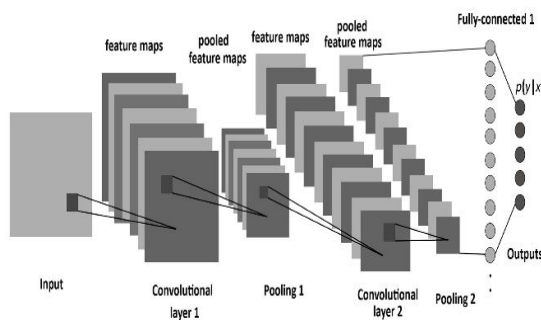 feature maps
pooled
feature maps
feature maps
pooled
feature maps
Fully-connected 1
p(y|x
Outputs
Input
Convolutional
layer 1
Pooling 1
Convolutional
layer 2
Pooling 2